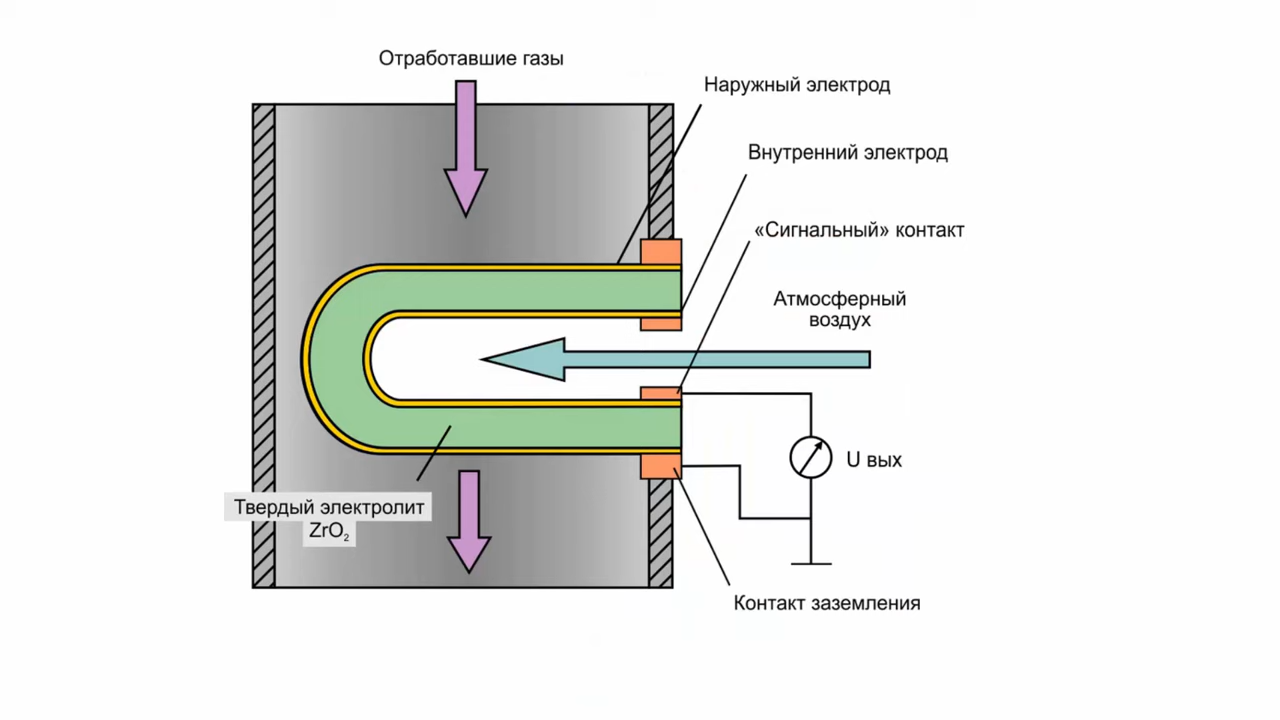 Отработавшие газы
Наружный электрод
Внутренний электрод
«Сигнальный» контакт
Атмосферный
воздух
U вых
Твердый электролит
ZrO₂
Контакт заземления